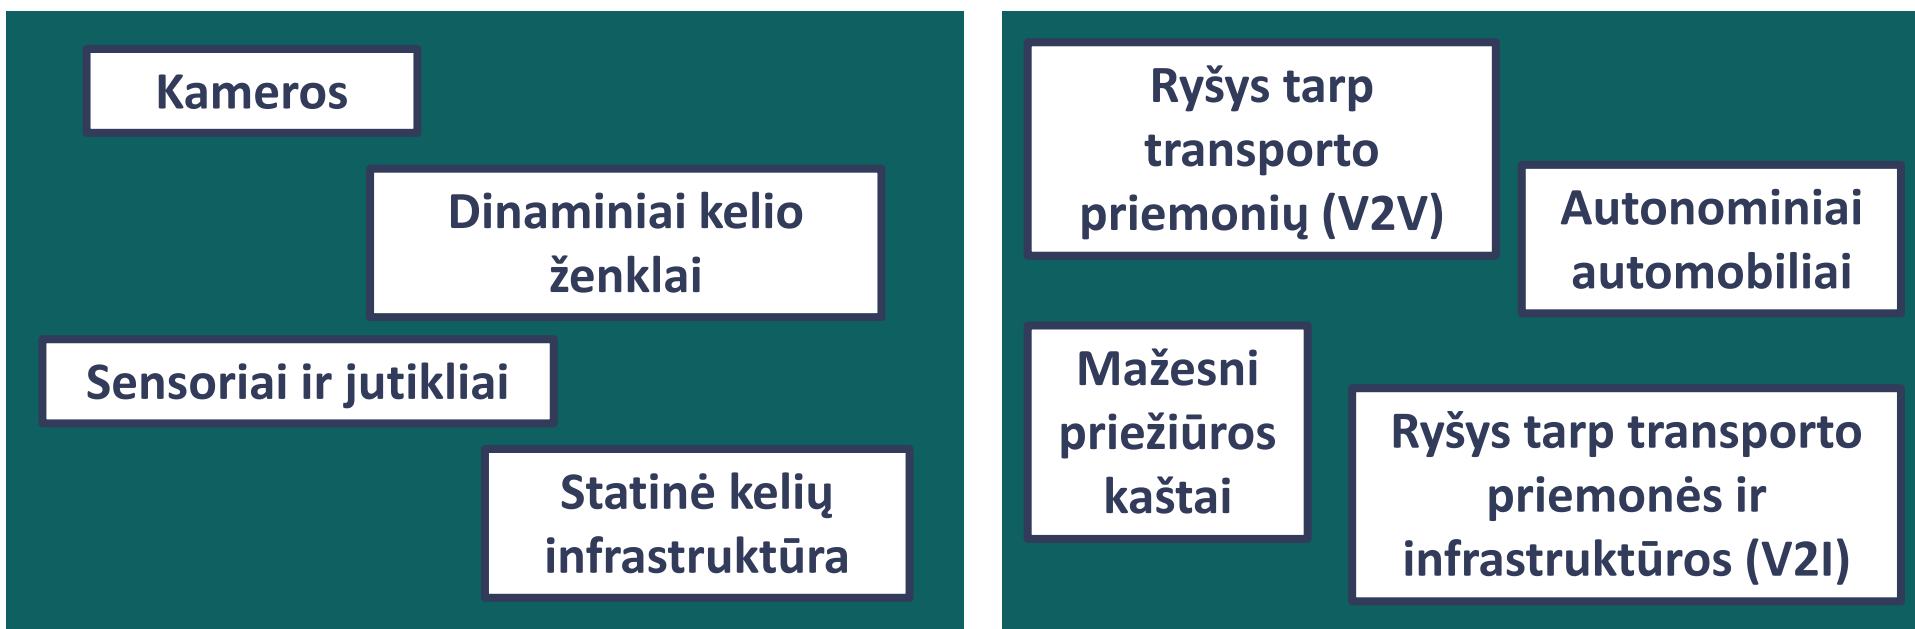 Kameros
Dinaminiai kelio
ženklai
Sensoriai ir jutikliai
Statinė kelių
infrastruktūra
Ryšys tarp
transporto
priemonių (V2V)
Autonominiai
automobiliai
Mažesni
priežiūros
kaštai
Ryšys tarp transporto
priemonės ir
infrastruktūros (V2I)